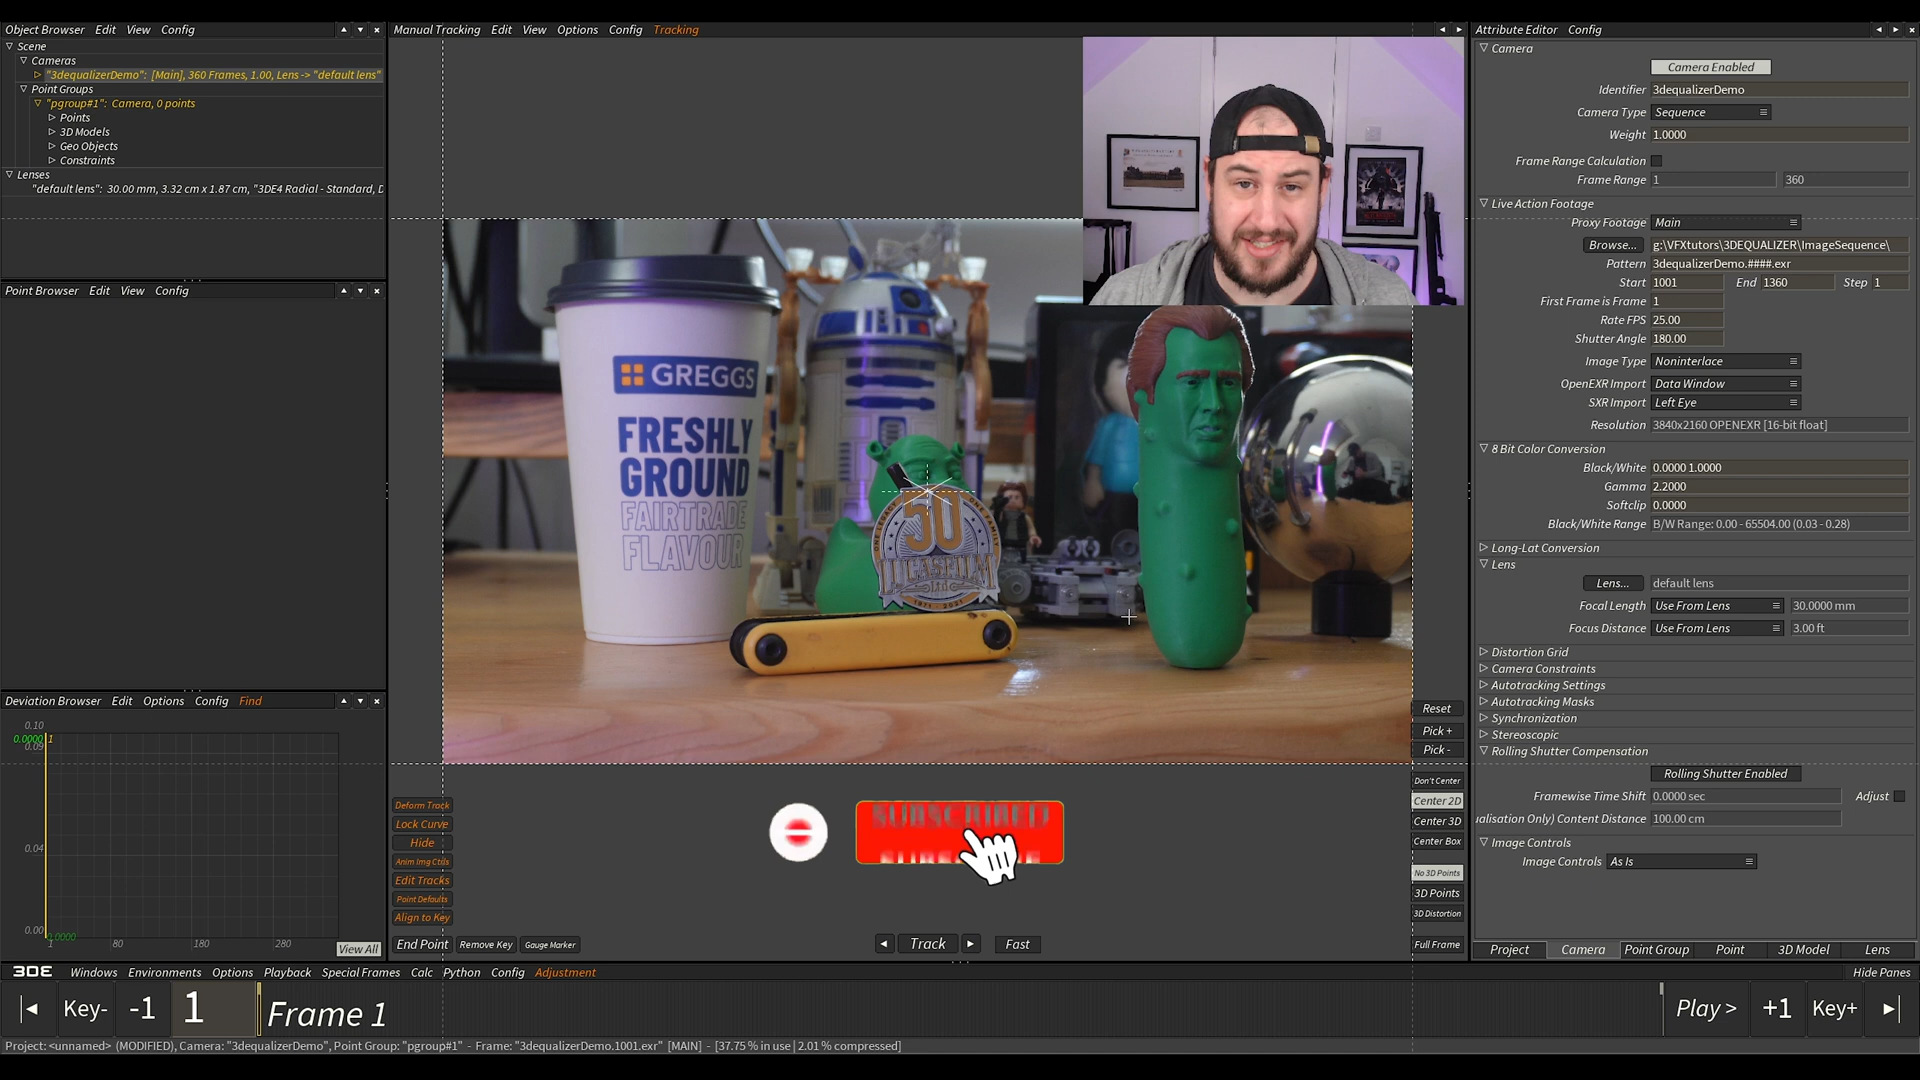 Object Browser Edit View Config
Scene
Cameras
"3dequalizerDemo": [Main], 360 Frames, 1.00, Lens -> "default lens"
Point Groups
"pgroup#1": Camera, 0 points
Points
3D Models
Geo Objects
Constraints
Lenses
"default lens": 30.00 mm, 3.32 cm x 1.87 cm, "3DE4 Radial - Standard, D
Point Browser Edit View Config
Deviation Browser Edit Options Config Find
0.10
0.0000 1
0.09
0.04
0.00 0.0000
1 80 180 280
View All
Manual Tracking Edit View Options Config Tracking
GREGGS
FRESHLY
GROUND
FAIRTRADE
FLAVOUR
50
LUCASFILM
Ltd
1971 - 2021
Reset
Pick +
Pick -
Don't Center
Center 2D
Center 3D
Center Box
No 3D Points
3D Points
3D Distortion
Full Frame
Deform Track
Lock Curve
Hide
Anim Img Ctrls
Edit Tracks
Point Defaults
Align to Key
End Point Remove Key Gauge Marker
SUBSCRIBED
Track Fast
Attribute Editor Config
Camera
Camera Enabled
Identifier 3dequalizerDemo
Camera Type Sequence
Weight 1.0000
Frame Range Calculation
Frame Range 1 360
Live Action Footage
Proxy Footage Main
Browse... g:\VFXtutors\3DEQUALIZER\ImageSequence\
Pattern 3dequalizerDemo.####.exr
Start 1001 End 1360 Step 1
First Frame is Frame 1
Rate FPS 25.00
Shutter Angle 180.00
Image Type Noninterlace
OpenEXR Import Data Window
SXR Import Left Eye
Resolution 3840x2160 OPENEXR [16-bit float]
8 Bit Color Conversion
Black/White 0.0000 1.0000
Gamma 2.2000
Softclip 0.0000
Black/White Range B/W Range: 0.00 - 65504.00 (0.03 - 0.28)
Long-Lat Conversion
Lens
Lens... default lens
Focal Length Use From Lens 30.0000 mm
Focus Distance Use From Lens 3.00 ft
Distortion Grid
Camera Constraints
Autotracking Settings
Autotracking Masks
Synchronization
Stereoscopic
Rolling Shutter Compensation
Rolling Shutter Enabled
Framewise Time Shift 0.0000 sec Adjust
ualisation Only) Content Distance 100.00 cm
Image Controls
Image Controls As Is
Project Camera Point Group Point 3D Model Lens
3DE Windows Environments Options Playback Special Frames Calc Python Config Adjustment Hide Panes
Key- -1 1 Frame 1 Play > +1 Key+
Project: <unnamed> (MODIFIED), Camera: "3dequalizerDemo", Point Group: "pgroup#1" - Frame: "3dequalizerDemo.1001.exr" [MAIN] - [37.75 % in use | 2.01 % compressed]